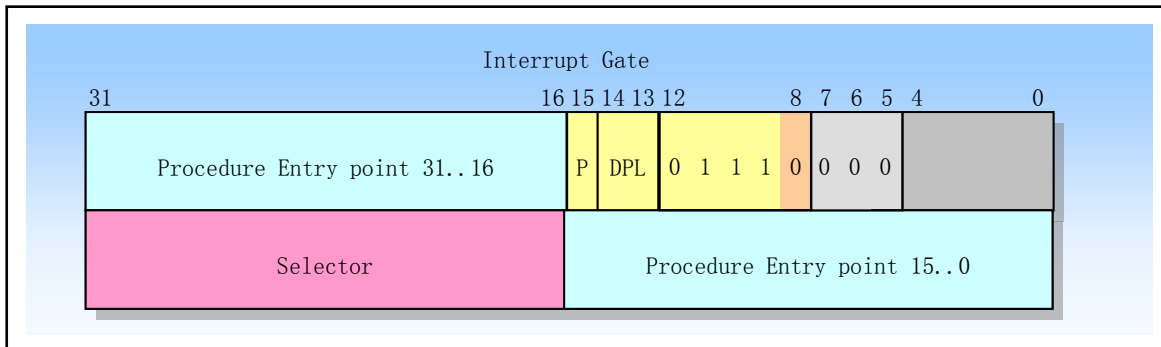 Interrupt Gate
31 16 15 14 13 12 8 7 6 5 4 0
Procedure Entry point 31..16 P DPL 0 1 1 1 0 0 0 0
Selector Procedure Entry point 15..0